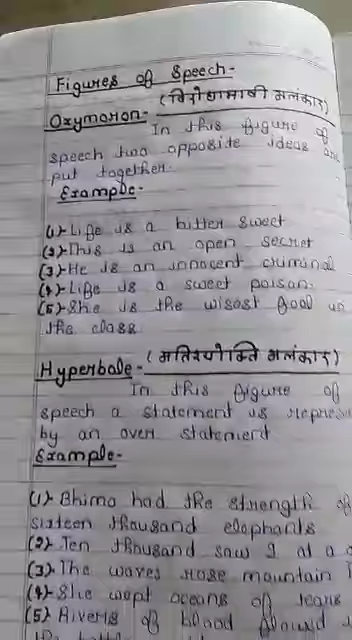 Figures of Speech-
Oxymoron- (विरोधाभाषी अलंकार)
In this figure of
speech two opposite ideas are
put together.
Example-
(1)→ Life is a bitter sweet
(2)→ This is an open secret
(3)→ He is an innocent criminal
(4)→ Life is a sweet poison.
(5)→ She is the wisest fool
the class
Hyperbole- (अतिश्योक्ति अलंकार)
In this figure of
speech a statement is
by an over statement
Example-
(1)→ Bhima had the strength of
sixteen thousand elephants
(2)→ Ten thousand saw I at a
(3)→ The waves rose mountain
(4)→ She wept oceans of tears
(5) Rivers of blood flowed